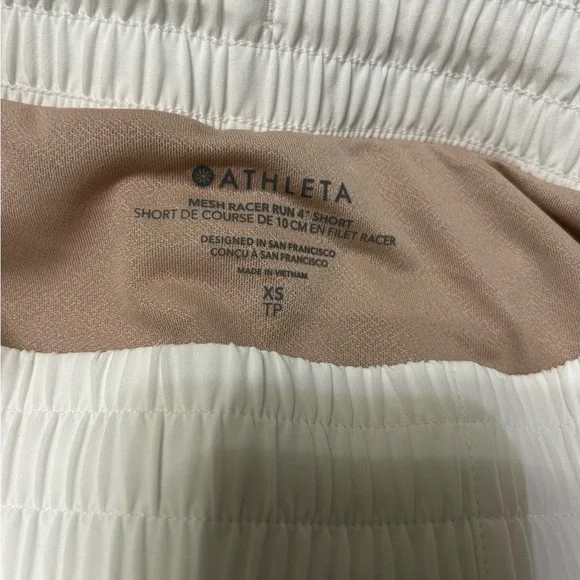 ATHLETA
MESH RACER RUN 4" SHORT
SHORT DE COURSE DE 10 CM EN FILET RACER
DESIGNED IN SAN FRANCISCO
CONÇU À SAN FRANCISCO
MADE IN VIETNAM
XS
TP